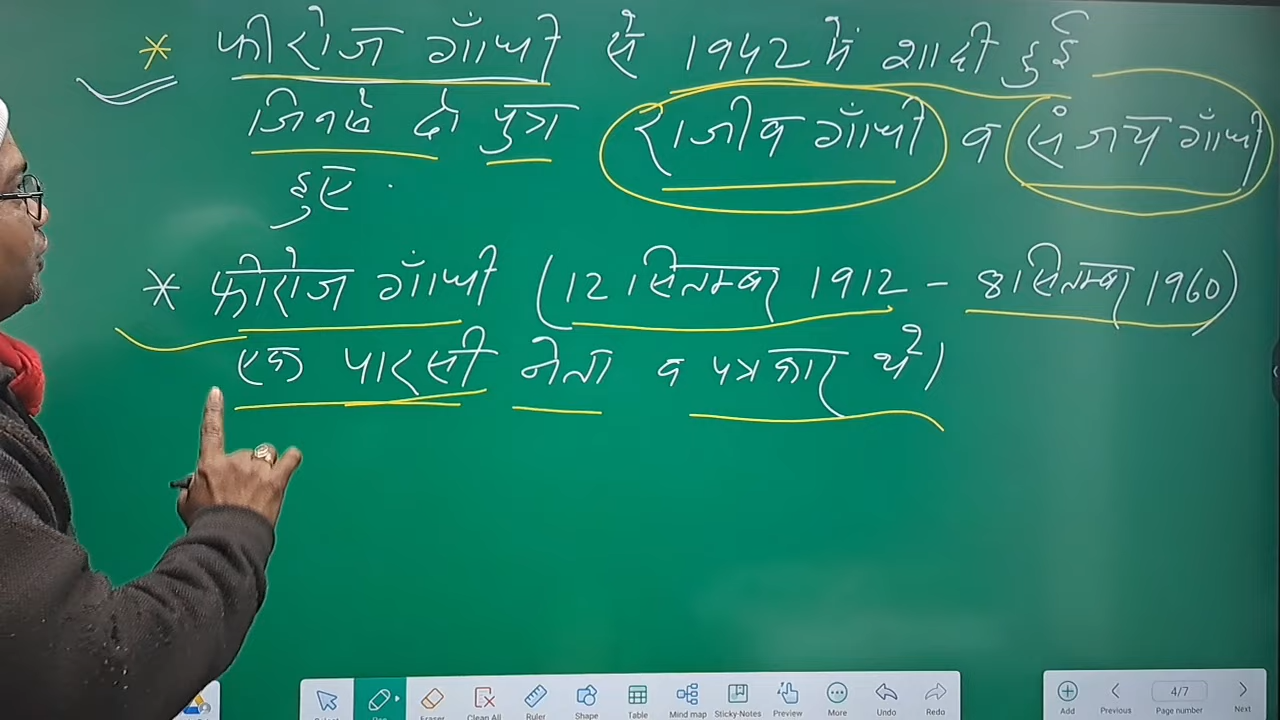 * फीरोज गाँधी से 1942 में शादी हुई
जिनके दो पुत्र राजीव गाँधी व संजय गाँधी
हुए.
* फीरोज गाँधी (12 सितम्बर 1912 - 8 सितम्बर 1960)
एक पारसी नेता व पत्रकार थे।
Select Pen Eraser Clean All Ruler Shape Table Mind map Sticky-Notes Preview More Undo Redo
Add Previous 4/7 Page number Next